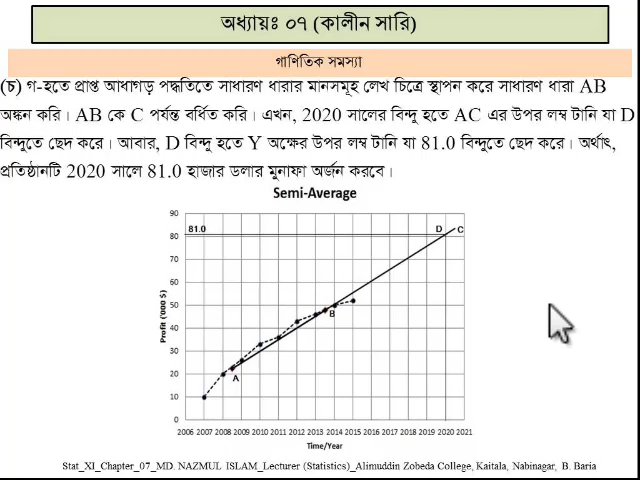 অধ্যায়ঃ ০৭ (কালীন সারি)
গাণিতিক সমস্যা
(চ) গ-হতে প্রাপ্ত আধাগড় পদ্ধতিতে সাধারণ ধারার মানসমূহ লেখ চিত্রে স্থাপন করে সাধারণ ধারা AB
অঙ্কন করি। AB কে C পর্যন্ত বর্ধিত করি। এখন, 2020 সালের বিন্দু হতে AC এর উপর লম্ব টানি যা D
বিন্দুতে ছেদ করে। আবার, D বিন্দু হতে Y অক্ষের উপর লম্ব টানি যা 81.0 বিন্দুতে ছেদ করে। অর্থাৎ,
প্রতিষ্ঠানটি 2020 সালে 81.0 হাজার ডলার মুনাফা অর্জন করবে।
Semi-Average
90
81.0 D C
80
70
60
50
B
40
30
A
20
10
0
Profit ('000 $)
2006 2007 2008 2009 2010 2011 2012 2013 2014 2015 2016 2017 2018 2019 2020 2021
Time/Year
Stat_XI_Chapter_07_MD. NAZMUL ISLAM_Lecturer (Statistics)_Alimuddin Zobeda College, Kaitala, Nabinagar, B. Baria